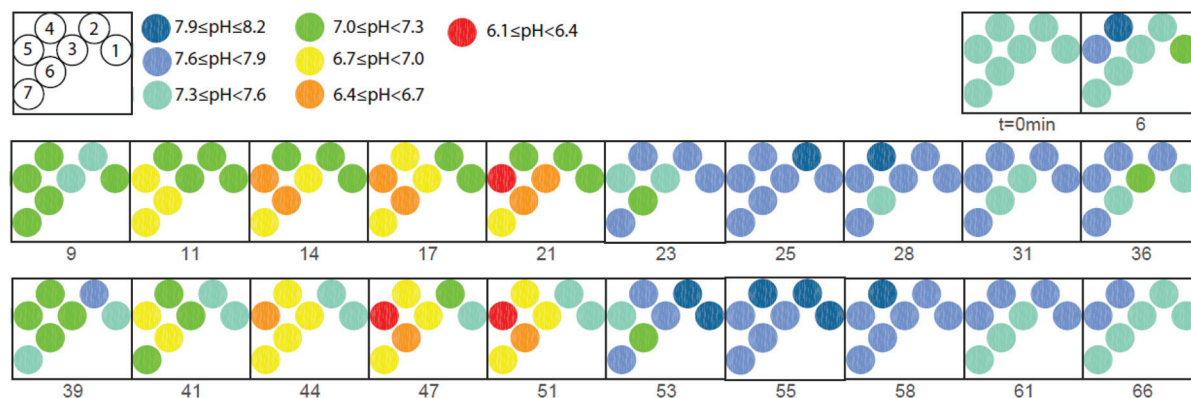 4 2
5 3 1
6
7
7.9≤pH≤8.2
7.6≤pH<7.9
7.3≤pH<7.6
7.0≤pH<7.3
6.7≤pH<7.0
6.4≤pH<6.7
6.1≤pH<6.4
t=0min 6
9 11 14 17 21 23 25 28 31 36
39 41 44 47 51 53 55 58 61 66